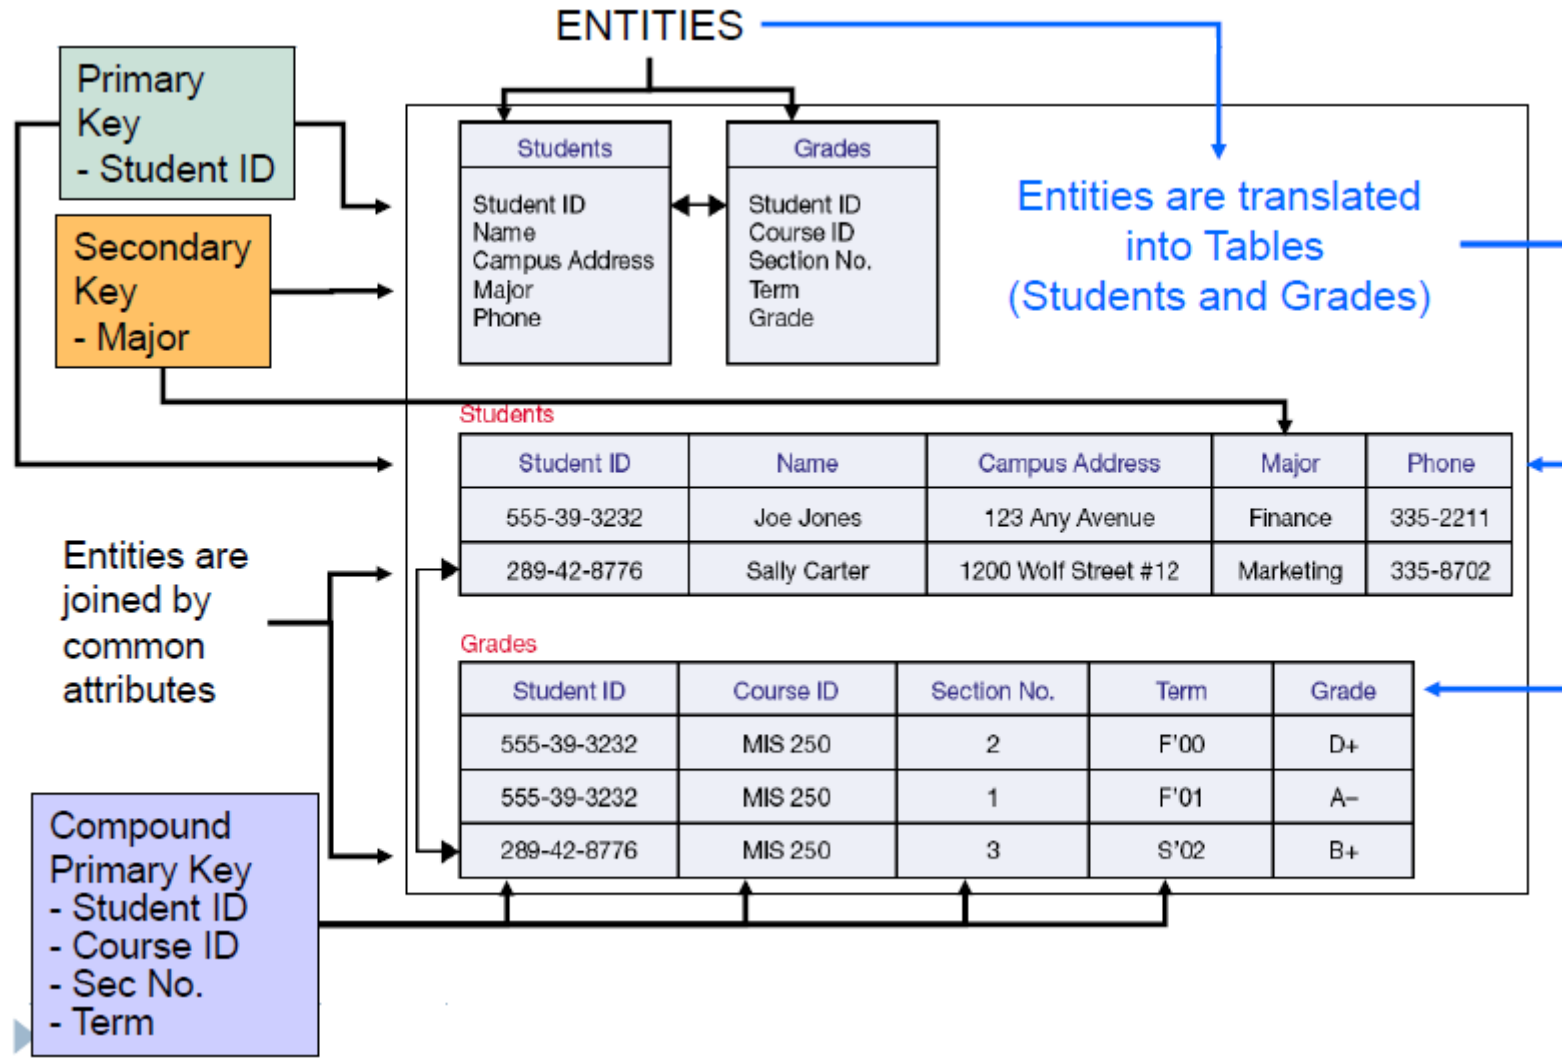 ENTITIES
Primary
Key
- Student ID
Secondary
Key
- Major
Students
Student ID
Name
Campus Address
Major
Phone
Grades
Student ID
Course ID
Section No.
Term
Grade
Entities are translated
into Tables
(Students and Grades)
Students
Student ID Name Campus Address Major Phone
555-39-3232 Joe Jones 123 Any Avenue Finance 335-2211
289-42-8776 Sally Carter 1200 Wolf Street #12 Marketing 335-8702
Entities are
joined by
common
attributes
Grades
Student ID Course ID Section No. Term Grade
555-39-3232 MIS 250 2 F'00 D+
555-39-3232 MIS 250 1 F'01 A–
289-42-8776 MIS 250 3 S'02 B+
Compound
Primary Key
- Student ID
- Course ID
- Sec No.
- Term